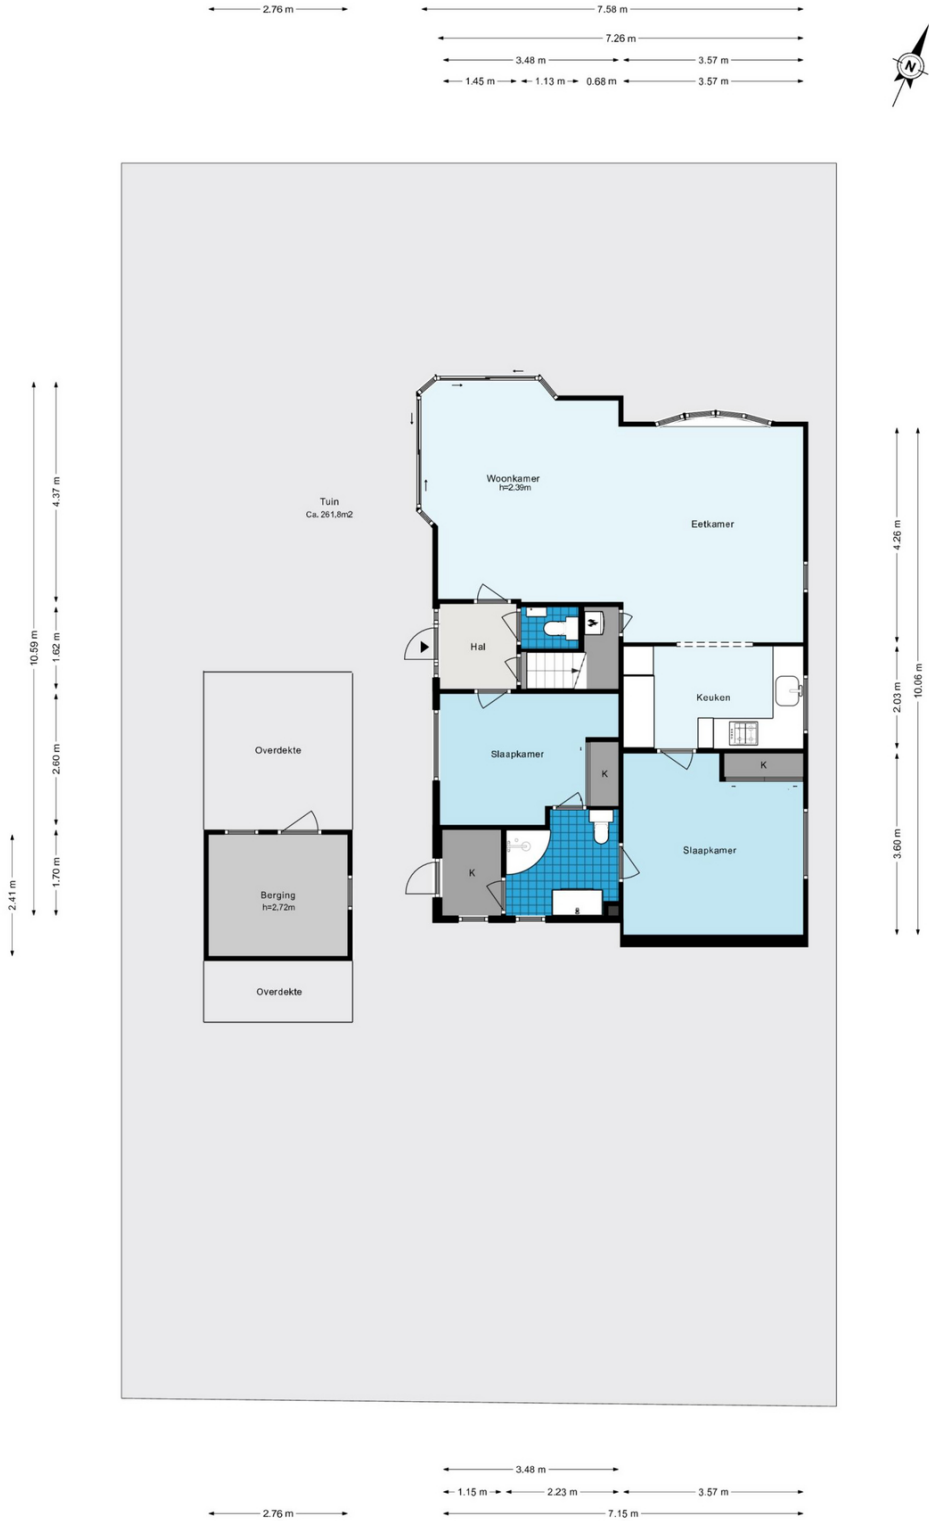 2.76 m
7.58 m
7.26 m
3.48 m
3.57 m
1.45 m
1.13 m
0.68 m
3.57 m
N
Woonkamer
h=2.39m
Eetkamer
Tuin
Ca. 261,8m2
Hal
Keuken
Overdekte
Slaapkamer
K
K
Slaapkamer
K
Berging
h=2,72m
Overdekte
4.37 m
10.59 m
1.62 m
2.60 m
1.70 m
2.41 m
4.26 m
10.06 m
2.03 m
3.60 m
3.48 m
1.15 m
2.23 m
3.57 m
2.76 m
7.15 m